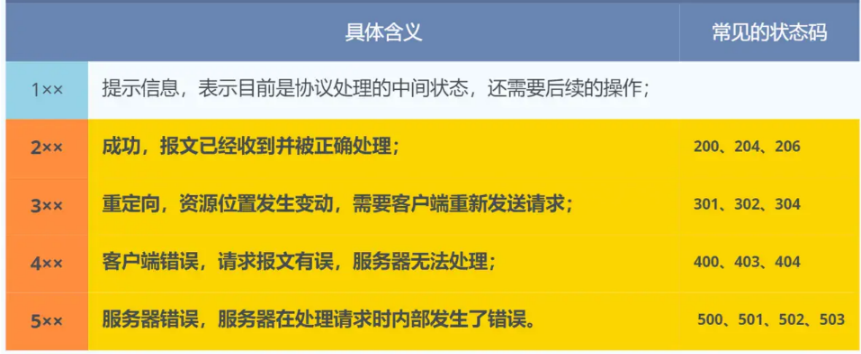 具体含义 常见的状态码
1×× 提示信息，表示目前是协议处理的中间状态，还需要后续的操作；
2×× 成功，报文已经收到并被正确处理； 200、204、206
3×× 重定向，资源位置发生变动，需要客户端重新发送请求； 301、302、304
4×× 客户端错误，请求报文有误，服务器无法处理； 400、403、404
5×× 服务器错误，服务器在处理请求时内部发生了错误。 500、501、502、503